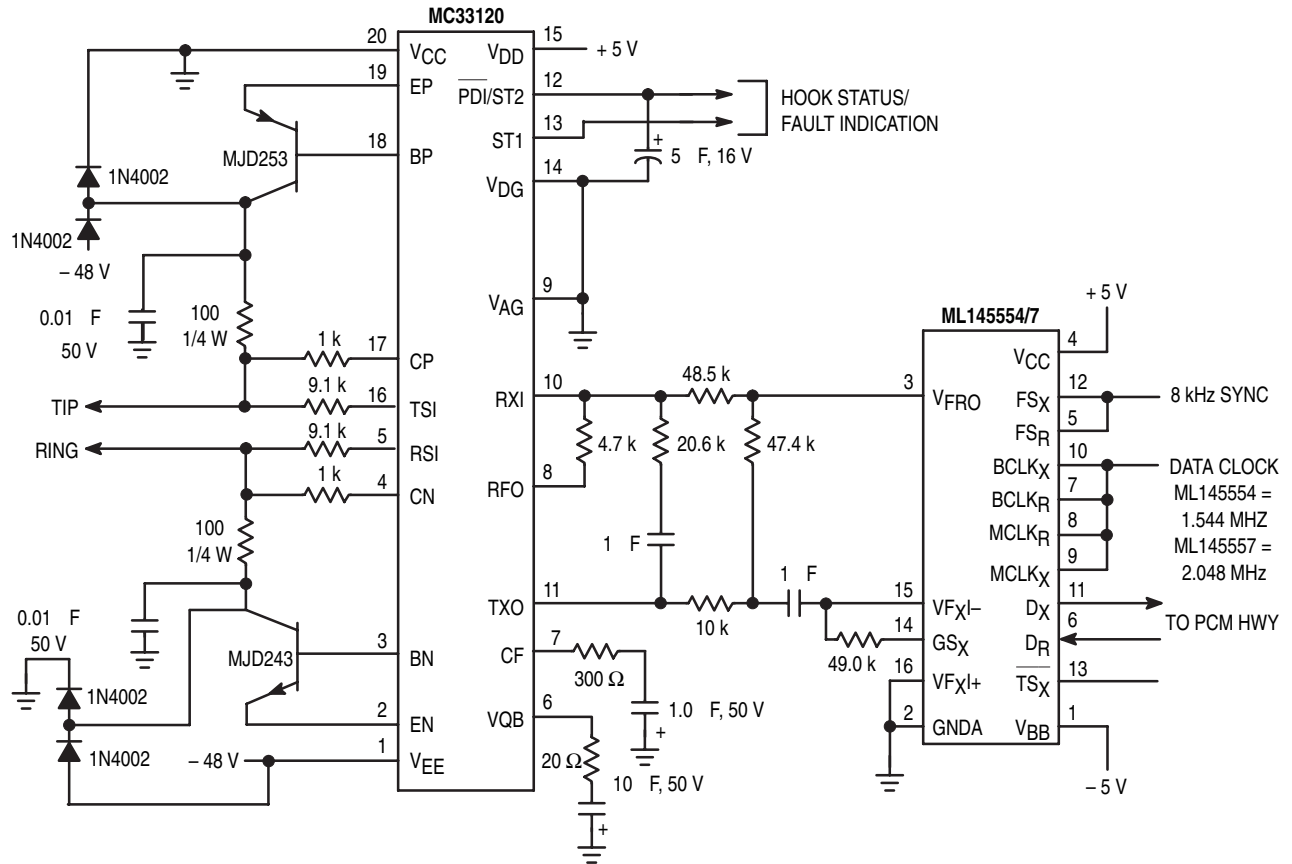 MC33120
20
VCC
VDD
15
+ 5 V
19
EP
PDI/ST2
12
HOOK STATUS/
FAULT INDICATION
ST1
13
MJD253
18
BP
+
5 F, 16 V
VDG
14
1N4002
1N4002
– 48 V
VAG
9
0.01 F
50 V
100
1/4 W
1 k
17
CP
TIP
9.1 k
16
TSI
RING
9.1 k
5
RSI
1 k
4
CN
100
1/4 W
RXI
10
48.5 k
4.7 k
20.6 k
47.4 k
RFO
8
1 F
1 F
TXO
11
10 k
0.01 F
50 V
MJD243
3
BN
CF
7
300 Ω
1.0 F, 50 V
+
1N4002
2
EN
VQB
6
1N4002
– 48 V
1
VEE
20 Ω
10 F, 50 V
+
ML145554/7
+ 5 V
VCC
4
3
VFRO
FSX
12
8 kHz SYNC
FSR
5
BCLKX
10
DATA CLOCK
ML145554 =
1.544 MHZ
ML145557 =
2.048 MHz
BCLKR
7
MCLKR
8
MCLKX
9
15
VFXI–
DX
11
TO PCM HWY
49.0 k
14
GSX
DR
6
16
VFXI+
TSX
13
2
GNDA
VBB
1
– 5 V